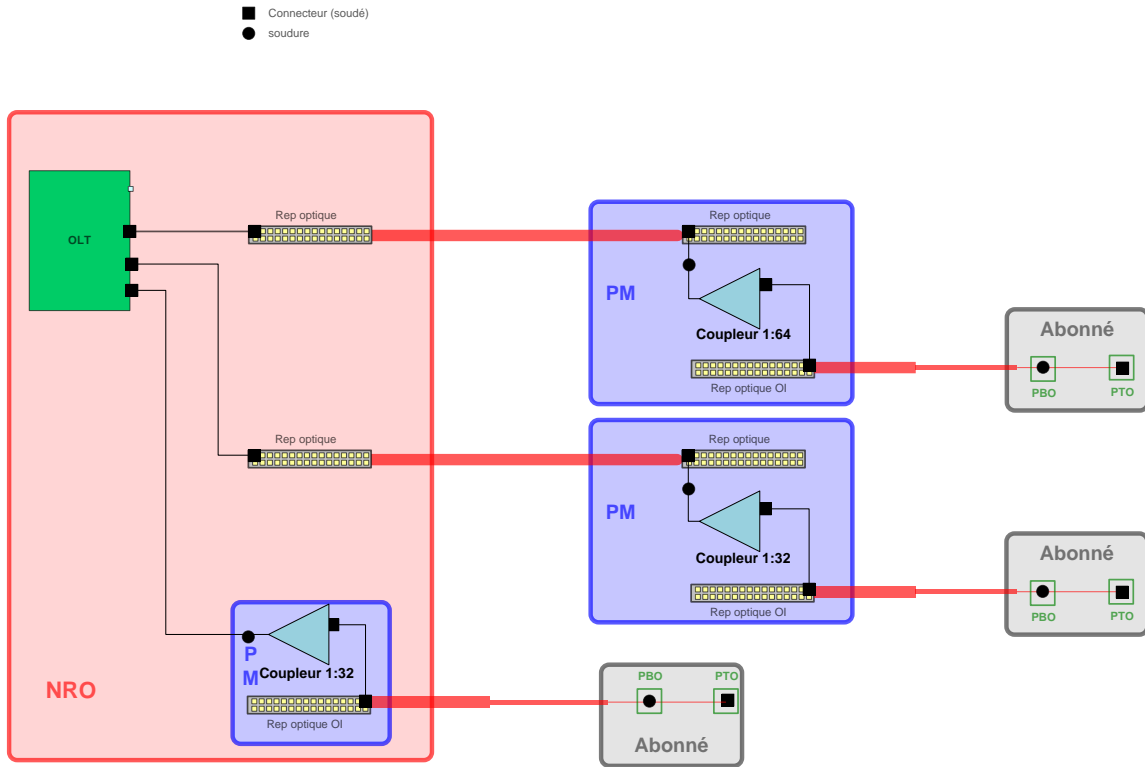 Connecteur (soudé)
soudure
OLT
Rep optique
Rep optique
PM
Coupleur 1:64
Rep optique OI
Abonné
PBO
PTO
Rep optique
Rep optique
PM
Coupleur 1:32
Rep optique OI
Abonné
PBO
PTO
NRO
P
M
Coupleur 1:32
Rep optique OI
PBO
PTO
Abonné